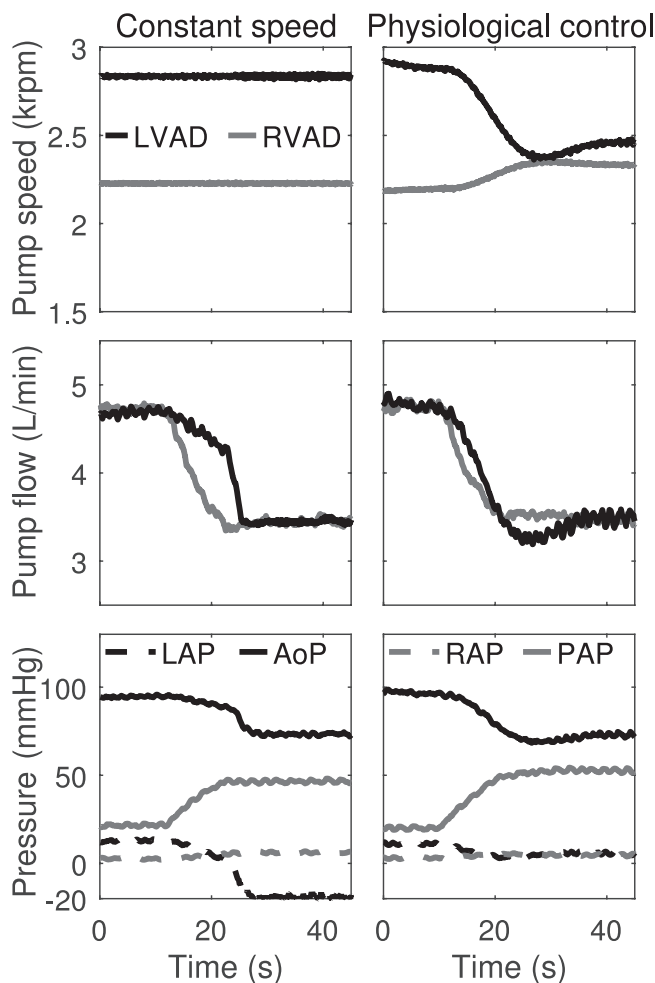 Constant speed Physiological control
Pump speed (krpm)
3
2.5
2
1.5
LVAD RVAD
Pump flow (L/min)
5
4
3
Pressure (mmHg)
100
50
0
-20
LAP AoP
RAP PAP
0 20 40
0 20 40
Time (s) Time (s)